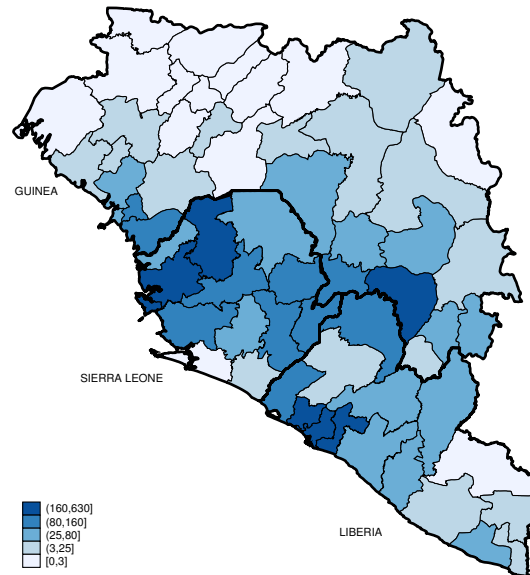 GUINEA
SIERRA LEONE
LIBERIA
(160,630]
(80,160]
(25,80]
(3,25]
[0,3]